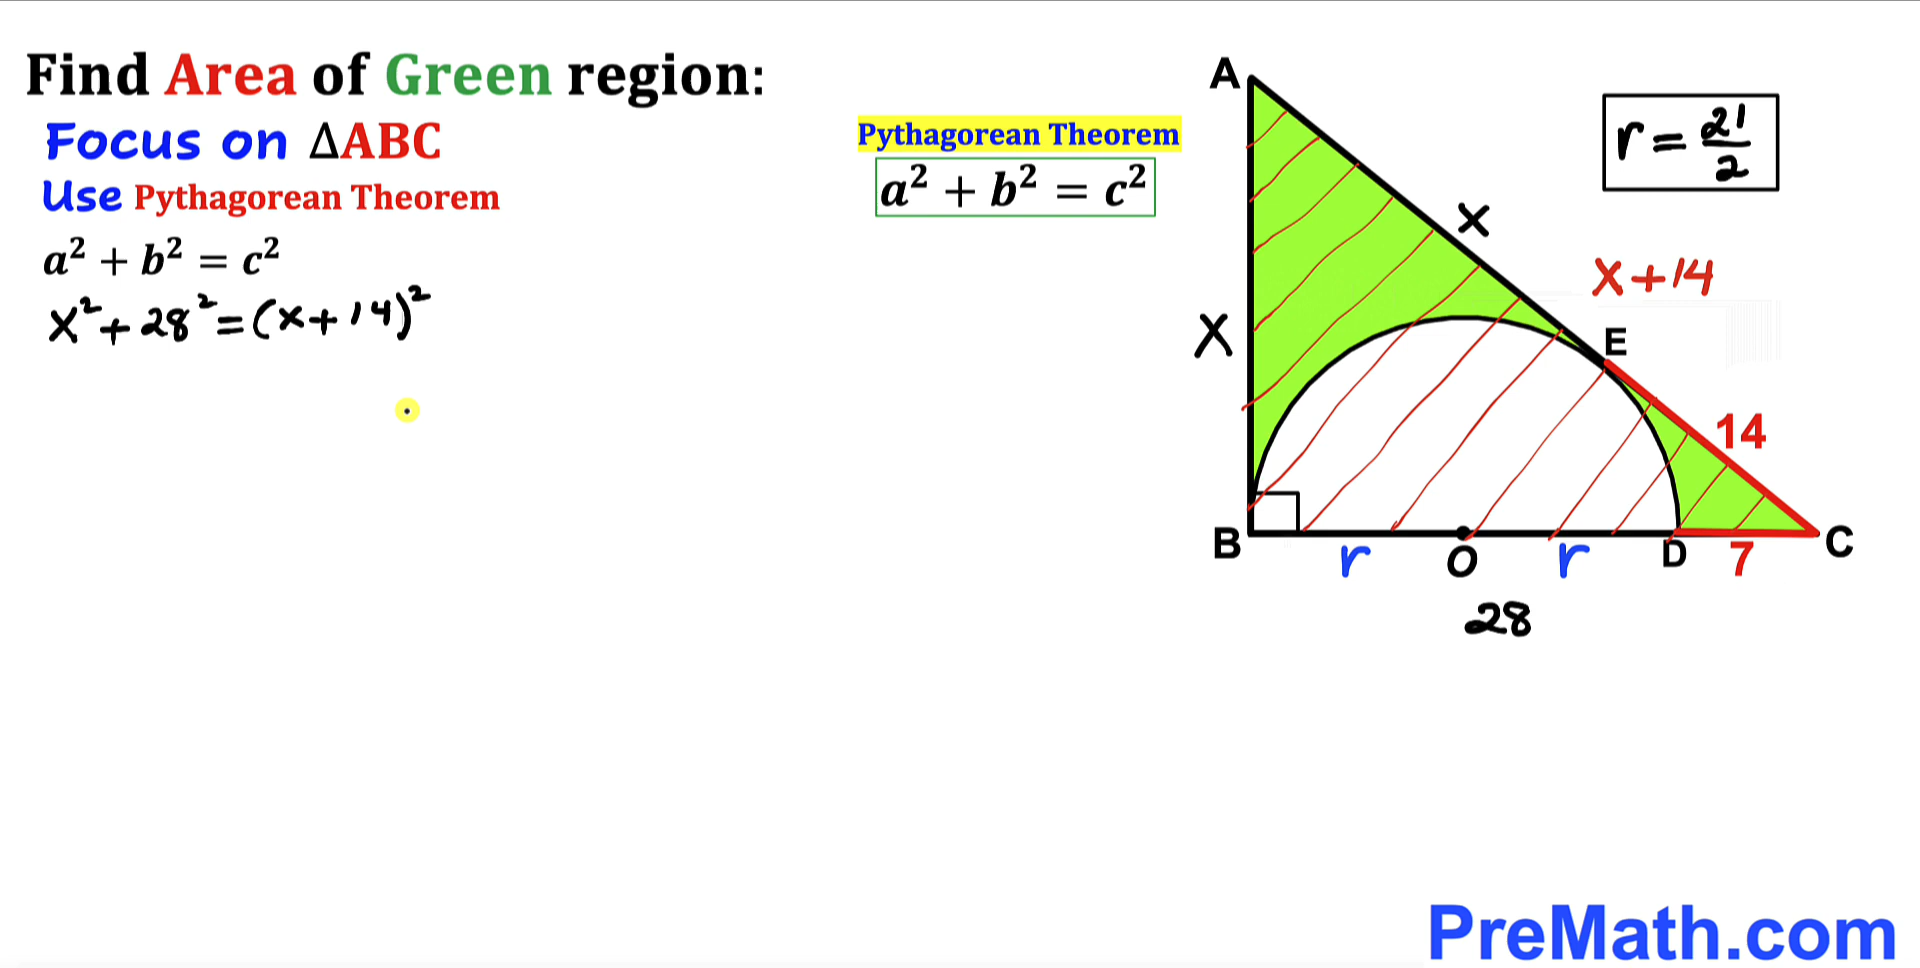 Find Area of Green region:
Focus on ΔABC
Use Pythagorean Theorem
a² + b² = c²
x² + 28² = (x + 14)²
Pythagorean Theorem
a² + b² = c²
A
r = 21/2
x
x + 14
X
E
14
B
r
O
r
D
7
C
28
PreMath.com